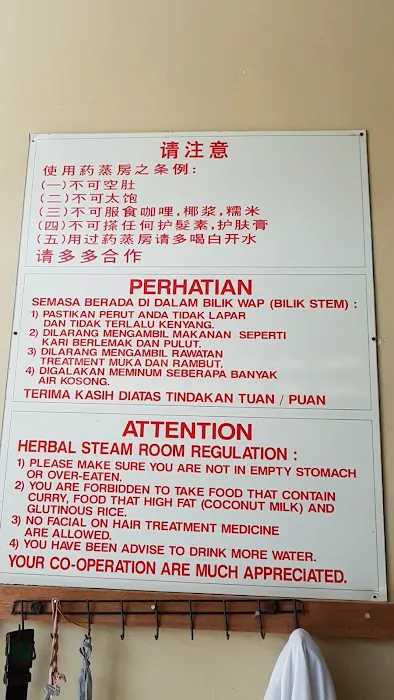 请注意
使用药蒸房之条例:
(一)不可空肚
(二)不可太饱
(三)不可服食咖哩,椰浆,糯米
(四)不可搽任何护髮素,护肤膏
(五)用过药蒸房请多喝白开水
请多多合作
PERHATIAN
SEMASA BERADA DI DALAM BILIK WAP (BILIK STEM) :
1) PASTIKAN PERUT ANDA TIDAK LAPAR
DAN TIDAK TERLALU KENYANG.
2) DILARANG MENGAMBIL MAKANAN SEPERTI
KARI BERLEMAK DAN PULUT.
3) DILARANG MENGAMBIL RAWATAN
TREATMENT MUKA DAN RAMBUT.
4) DIGALAKAN MEMINUM SEBERAPA BANYAK
AIR KOSONG.
TERIMA KASIH DIATAS TINDAKAN TUAN / PUAN
ATTENTION
HERBAL STEAM ROOM REGULATION :
1) PLEASE MAKE SURE YOU ARE NOT IN EMPTY STOMACH
OR OVER-EATEN.
2) YOU ARE FORBIDDEN TO TAKE FOOD THAT CONTAIN
CURRY, FOOD THAT HIGH FAT (COCONUT MILK) AND
GLUTINOUS RICE.
3) NO FACIAL ON HAIR TREATMENT MEDICINE
ARE ALLOWED.
4) YOU HAVE BEEN ADVISE TO DRINK MORE WATER.
YOUR CO-OPERATION ARE MUCH APPRECIATED.